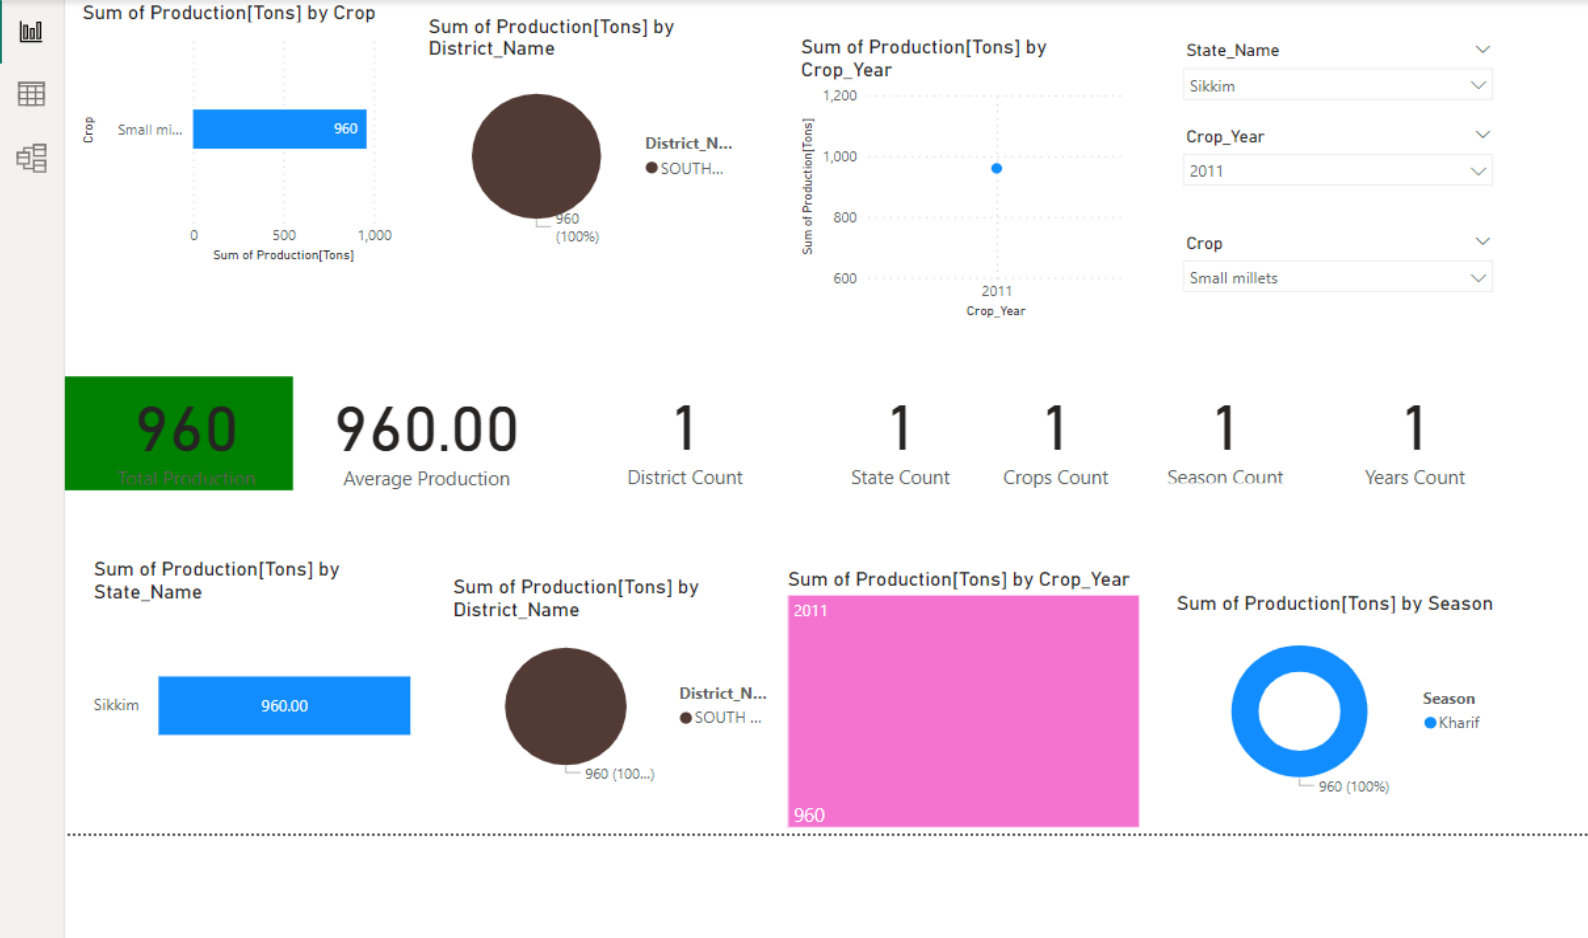 Sum of Production[Tons] by Crop
Crop
Small mi...
960
0 500 1,000
Sum of Production[Tons]
Sum of Production[Tons] by
District_Name
960
(100%)
District_N...
SOUTH...
Sum of Production[Tons] by
Crop_Year
Sum of Production[Tons]
1,200
1,000
800
600
2011
Crop_Year
State_Name
Sikkim
Crop_Year
2011
Crop
Small millets
960
Total Production
960.00
Average Production
1
District Count
1
State Count
1
Crops Count
1
Season Count
1
Years Count
Sum of Production[Tons] by
State_Name
Sikkim
960.00
Sum of Production[Tons] by
District_Name
960 (100...)
District_N...
SOUTH ...
Sum of Production[Tons] by Crop_Year
2011
960
Sum of Production[Tons] by Season
960 (100%)
Season
Kharif